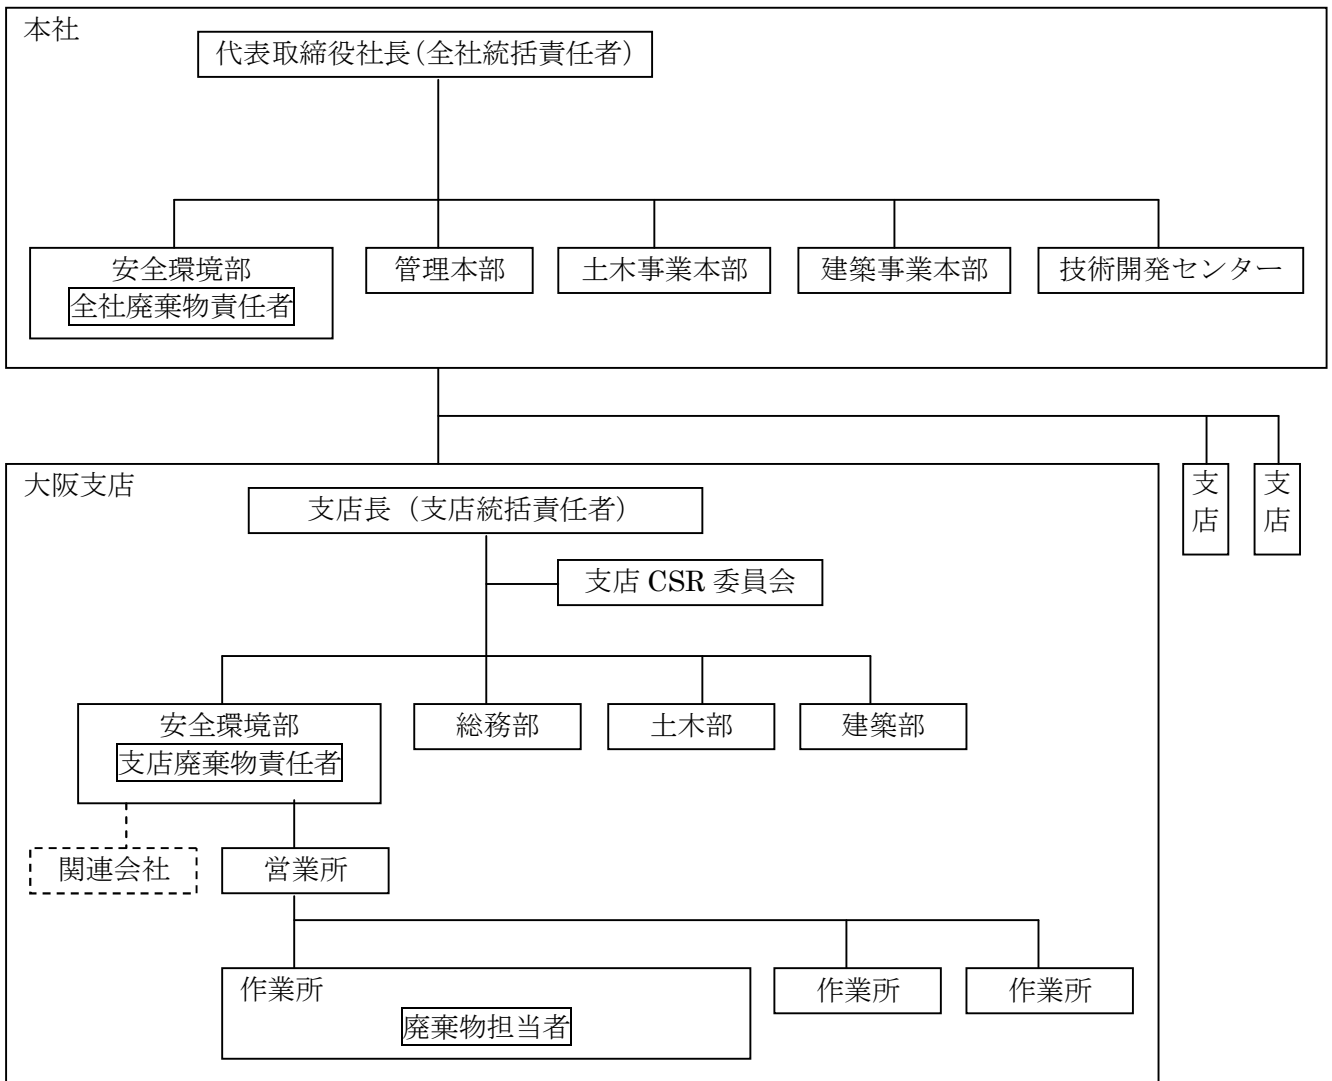 本社
代表取締役社長(全社統括責任者)
安全環境部
全社廃棄物責任者
管理本部
土木事業本部
建築事業本部
技術開発センター
大阪支店
支店長（支店統括責任者）
支店 CSR 委員会
支店
支店
安全環境部
支店廃棄物責任者
総務部
土木部
建築部
関連会社
営業所
作業所
廃棄物担当者
作業所
作業所